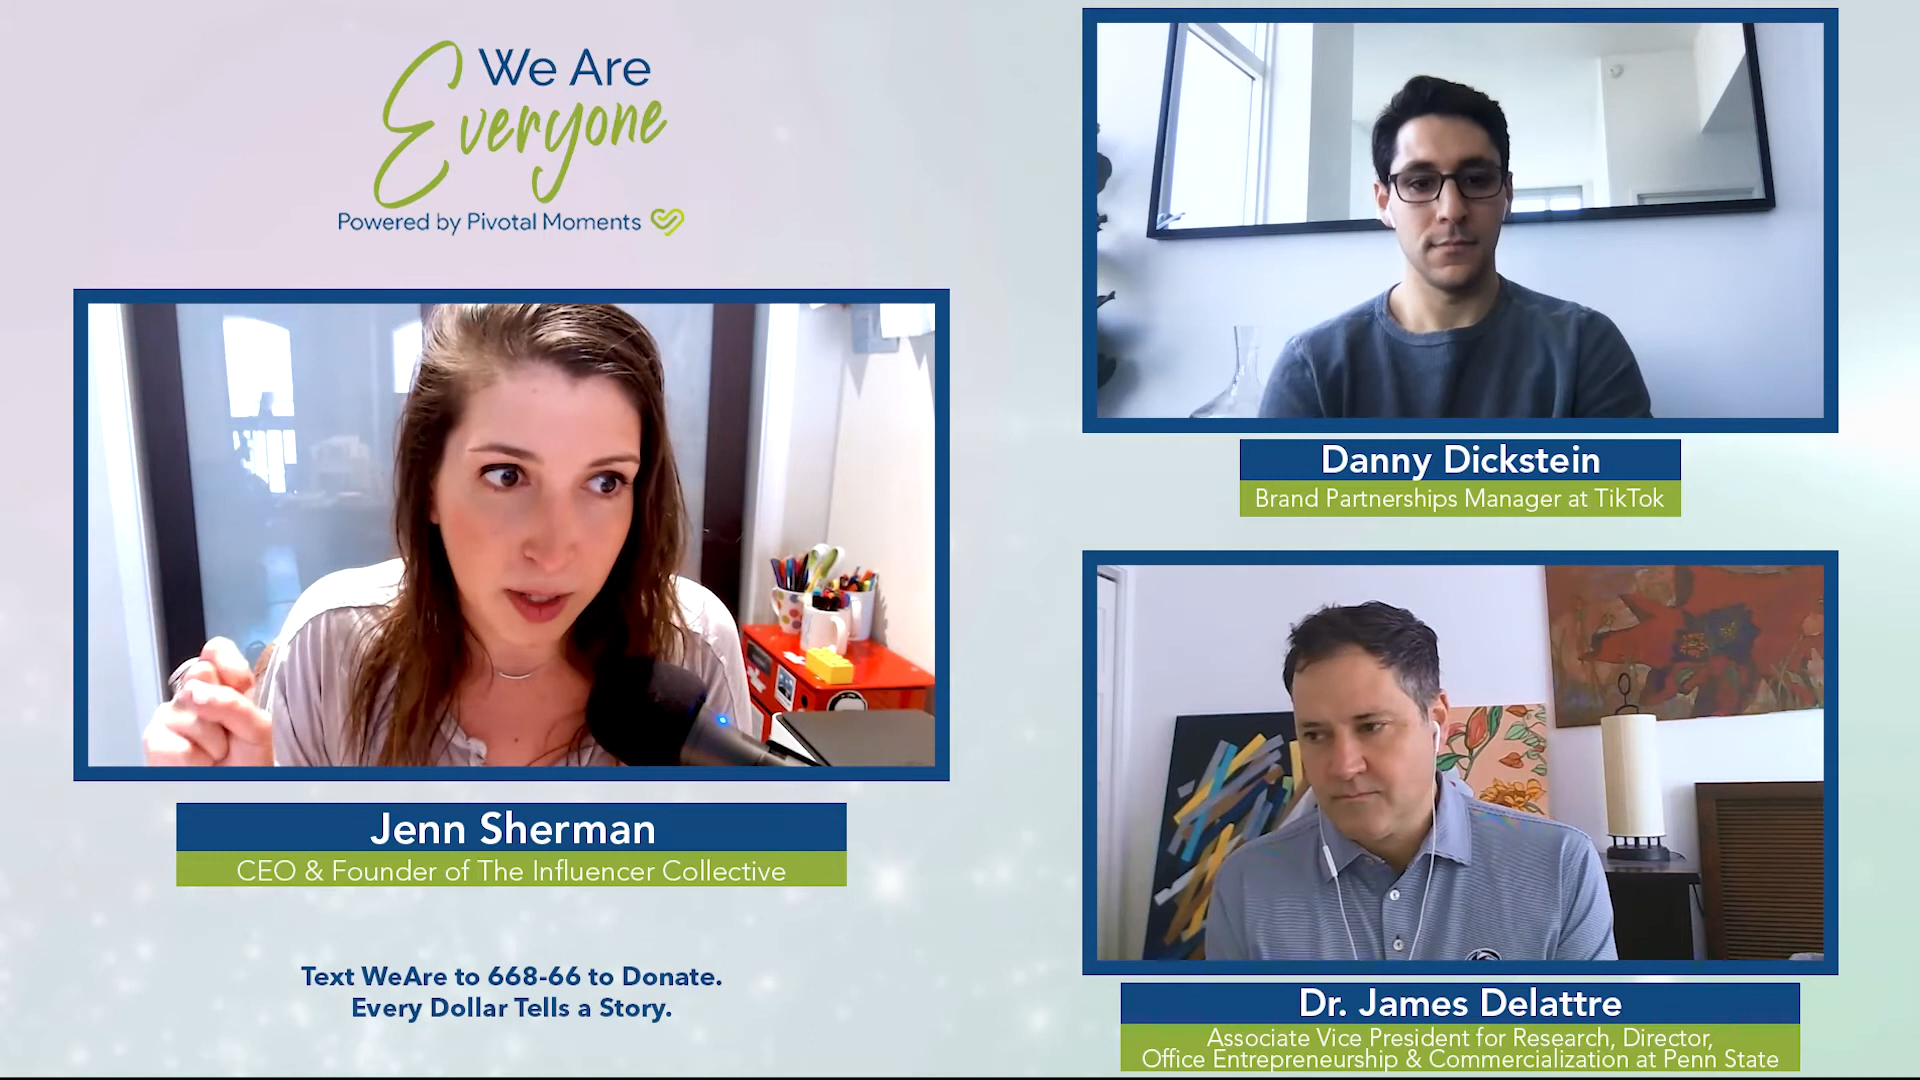 We Are
Everyone
Powered by Pivotal Moments
Danny Dickstein
Brand Partnerships Manager at TikTok
Jenn Sherman
CEO & Founder of The Influencer Collective
Text WeAre to 668-66 to Donate.
Every Dollar Tells a Story.
Dr. James Delattre
Associate Vice President for Research, Director,
Office Entrepreneurship & Commercialization at Penn State